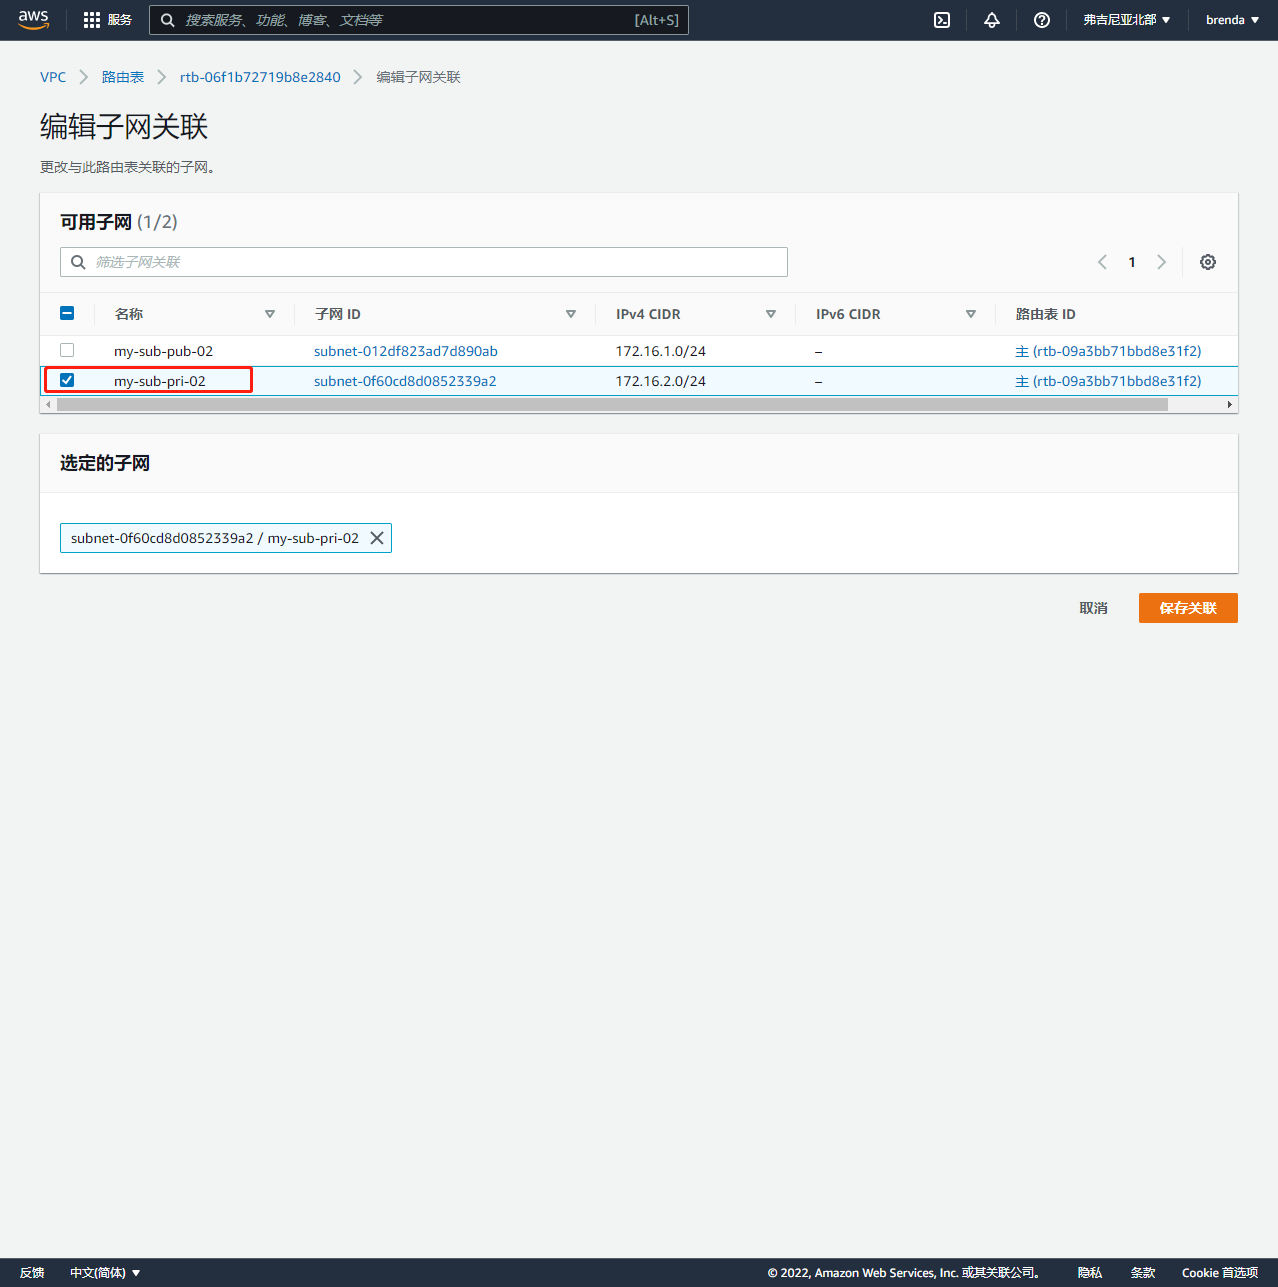 aws 服务 搜索服务、功能、博客、文档等 [Alt+S] 弗吉尼亚北部 brenda
VPC 路由表 rtb-06f1b72719b8e2840 编辑子网关联
编辑子网关联
更改与此路由表关联的子网。
可用子网 (1/2)
筛选子网关联 1
名称 子网 ID IPv4 CIDR IPv6 CIDR 路由表 ID
my-sub-pub-02 subnet-012df823ad7d890ab 172.16.1.0/24 – 主 (rtb-09a3bb71bbd8e31f2)
my-sub-pri-02 subnet-0f60cd8d0852339a2 172.16.2.0/24 – 主 (rtb-09a3bb71bbd8e31f2)
选定的子网
subnet-0f60cd8d0852339a2 / my-sub-pri-02
取消 保存关联
反馈 中文(简体) © 2022, Amazon Web Services, Inc. 或其关联公司。 隐私 条款 Cookie 首选项